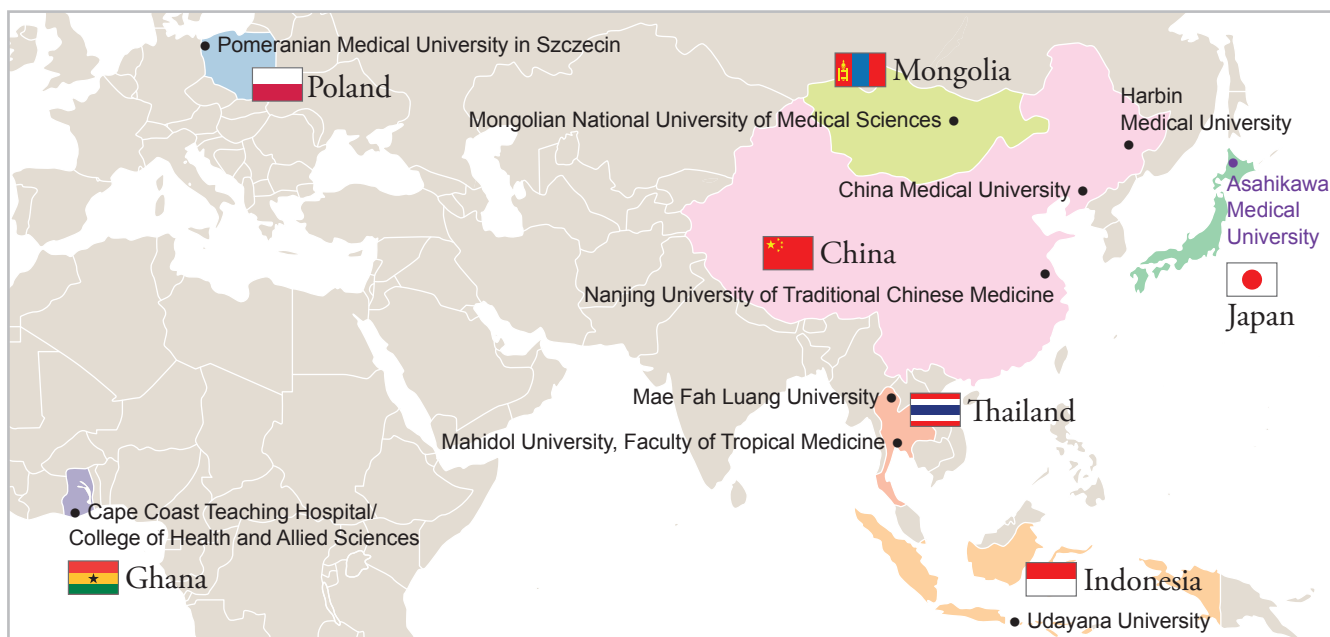 Pomeranian Medical University in Szczecin
Poland
Mongolia
Mongolian National University of Medical Sciences
Harbin
Medical University
China Medical University
Asahikawa
Medical
University
China
Nanjing University of Traditional Chinese Medicine
Japan
Mae Fah Luang University
Thailand
Mahidol University, Faculty of Tropical Medicine
Cape Coast Teaching Hospital/
College of Health and Allied Sciences
Ghana
Indonesia
Udayana University